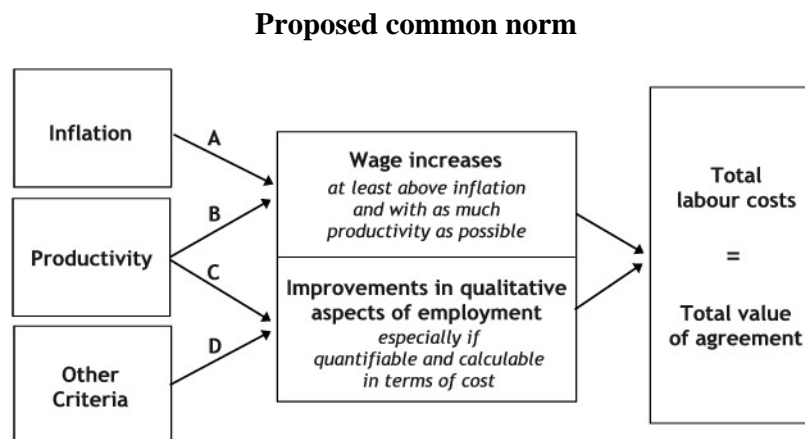 Proposed common norm
Inflation
A
Productivity
B
C
Other
Criteria
D
Wage increases
at least above inflation
and with as much
productivity as possible
Improvements in qualitative
aspects of employment
especially if
quantifiable and calculable
in terms of cost
Total
labour costs
=
Total value
of agreement